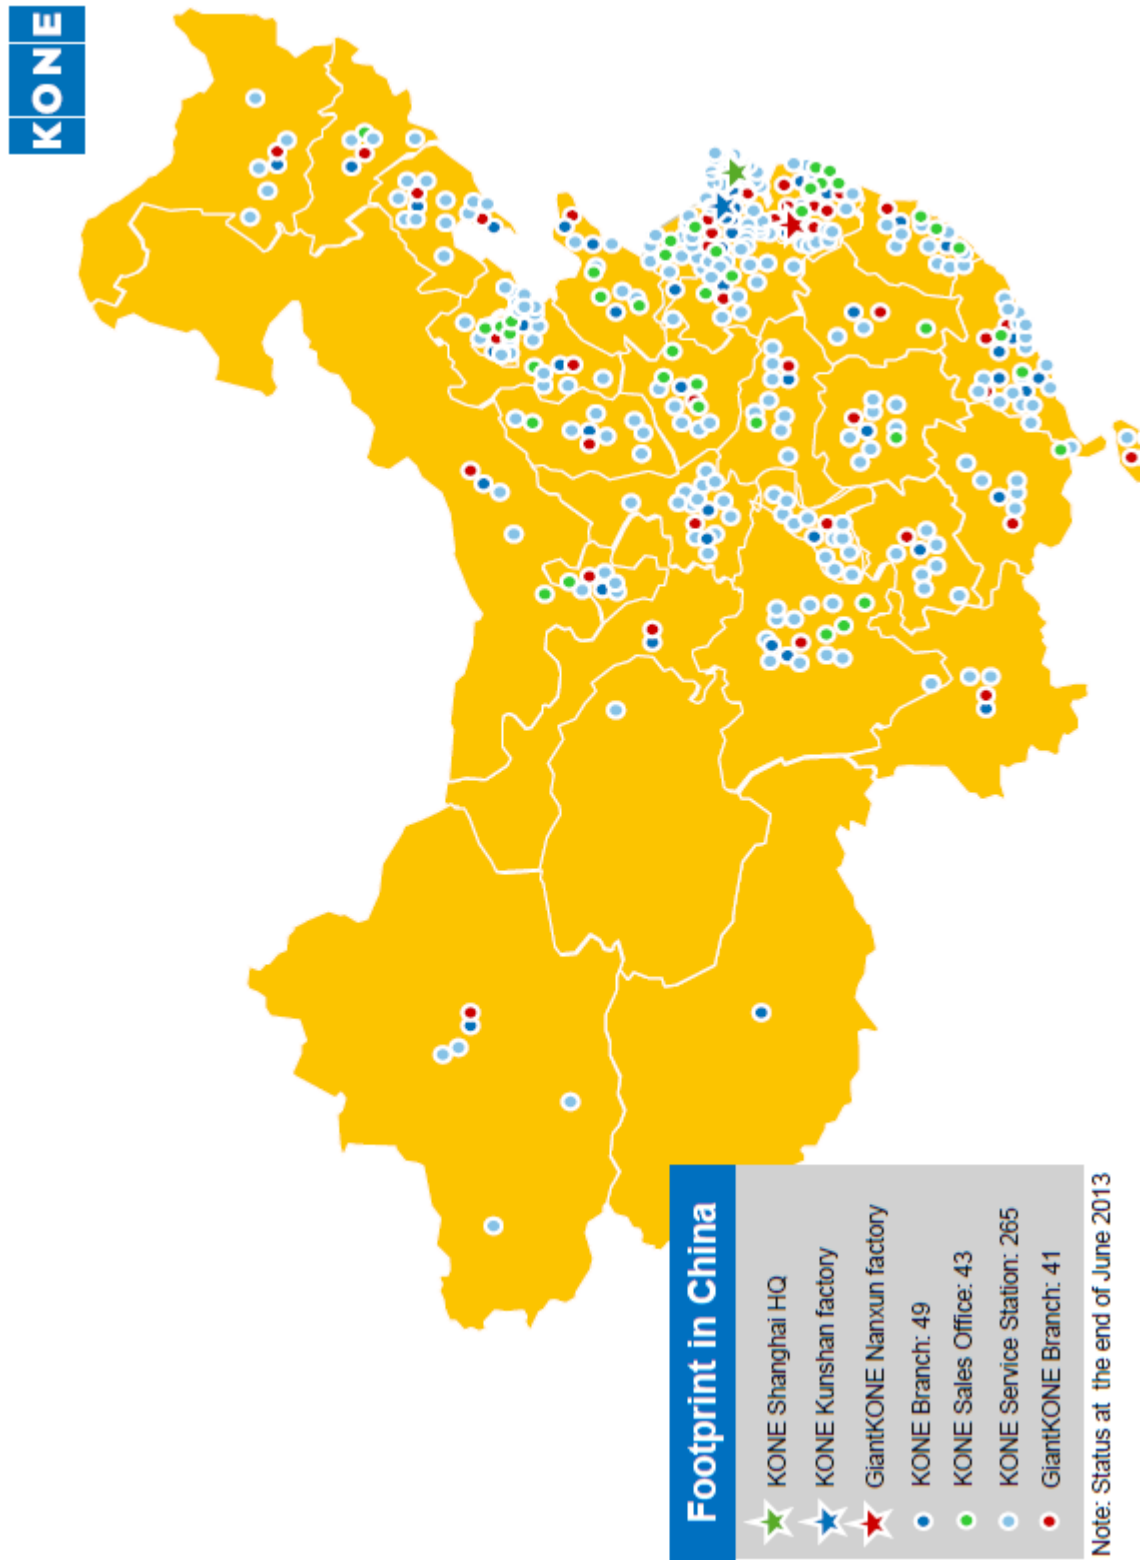 KONE
Footprint in China
KONE Shanghai HQ
KONE Kunshan factory
GiantKONE Nanxun factory
KONE Branch: 49
KONE Sales Office: 43
KONE Service Station: 265
GiantKONE Branch: 41
Note: Status at the end of June 2013